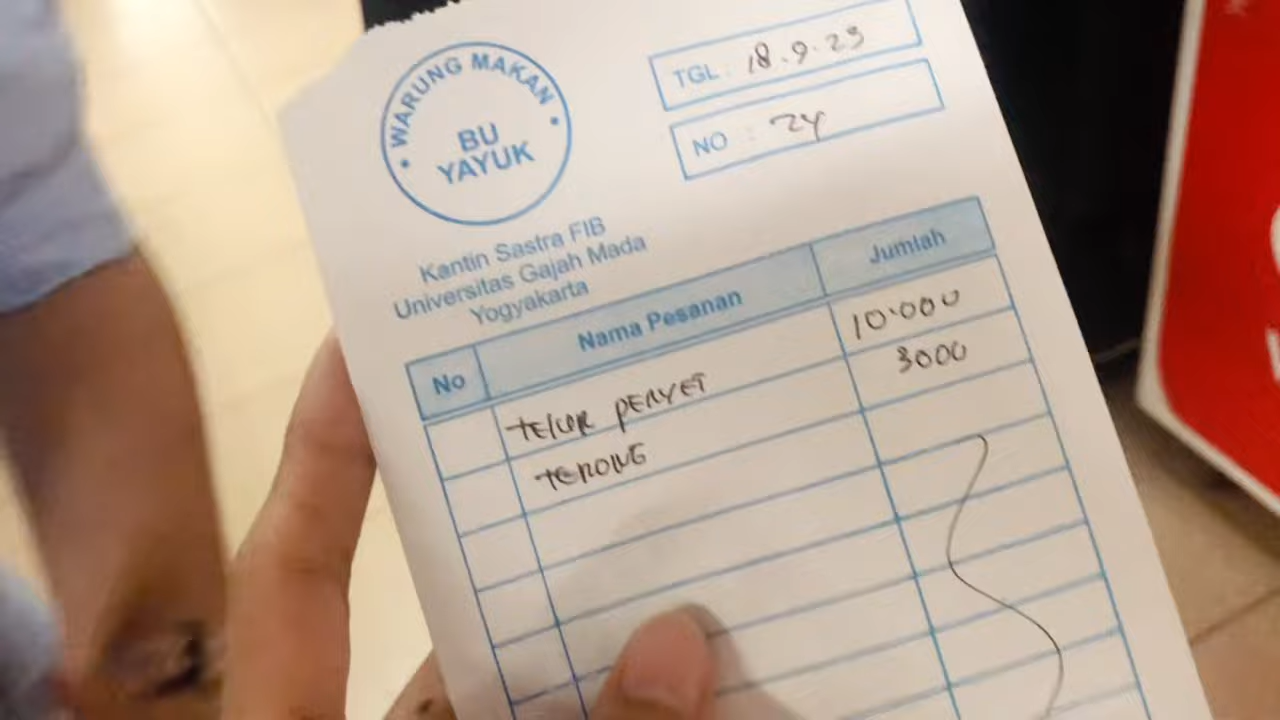 WARUNG MAKAN
BU
YAYUK
TGL : 18.9.23
NO : 24
Kantin Sastra FIB
Universitas Gajah Mada
Yogyakarta
No Nama Pesanan Jumlah
TELUR PENYET 10.000
TERONG 3000